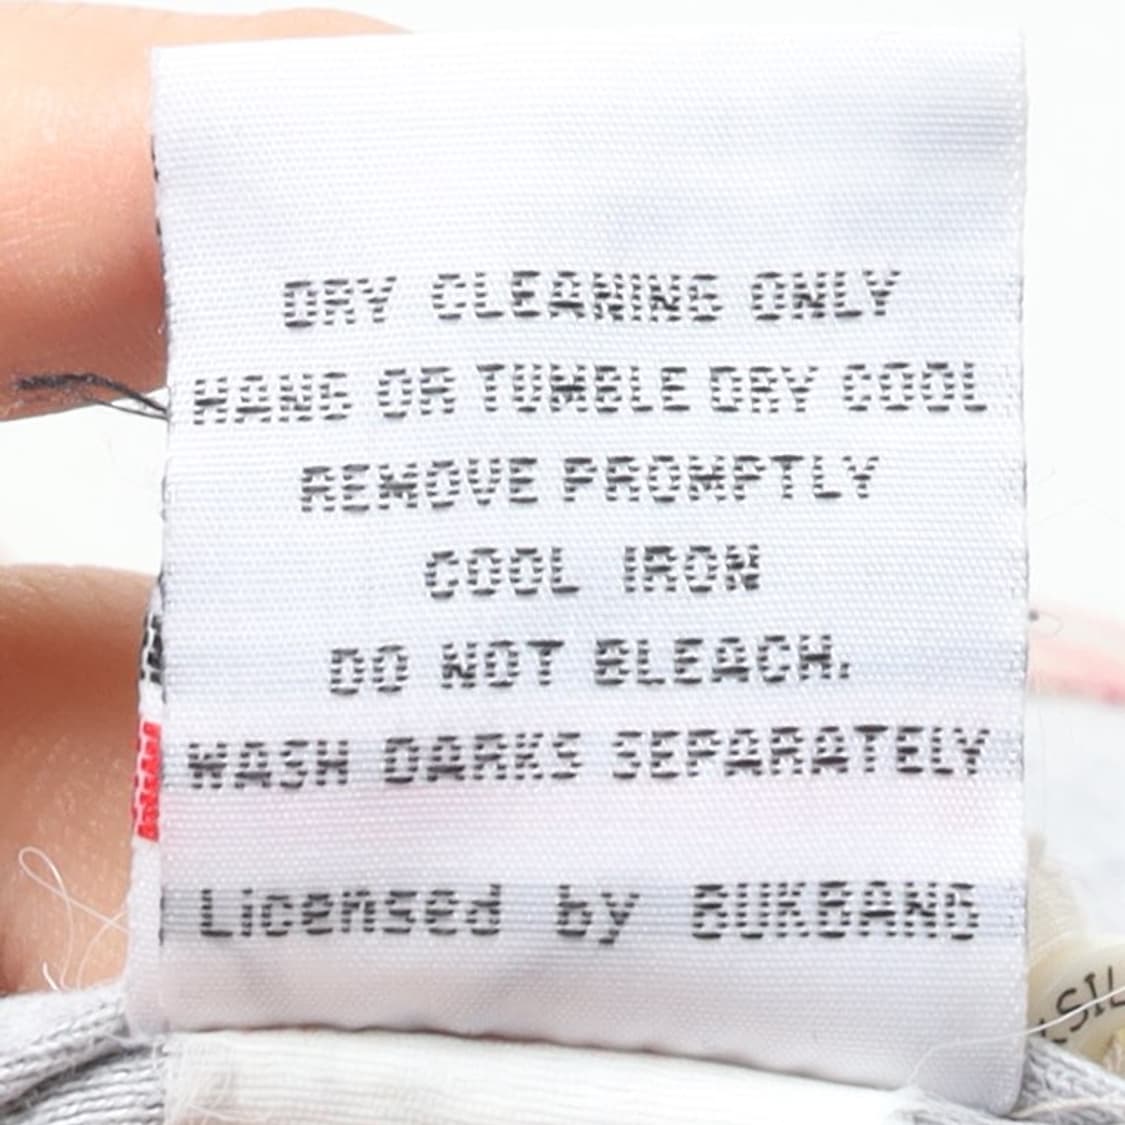 DRY CLEANING ONLY
HANG OR TUMBLE DRY COOL
REMOVE PROMPTLY
COOL IRON
DO NOT BLEACH.
WASH DARKS SEPARATELY
Licensed by BUKBANG